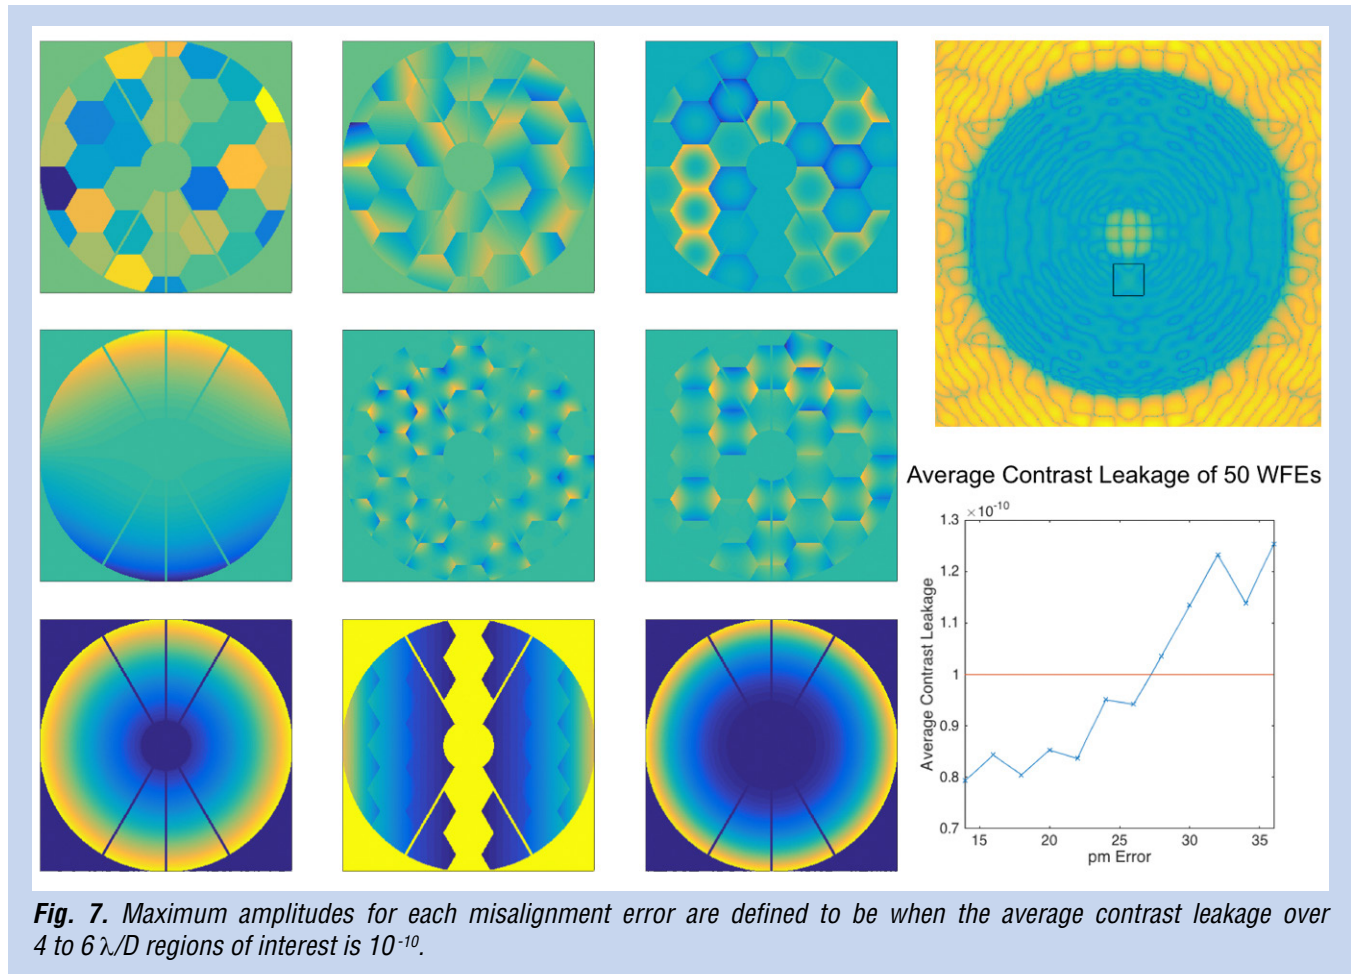 Average Contrast Leakage of 50 WFEs
×10⁻¹⁰
1.3
1.2
1.1
1
0.9
0.8
0.7
Average Contrast Leakage
15 20 25 30 35
pm Error
Fig. 7. Maximum amplitudes for each misalignment error are defined to be when the average contrast leakage over
4 to 6 λ/D regions of interest is 10⁻¹⁰.